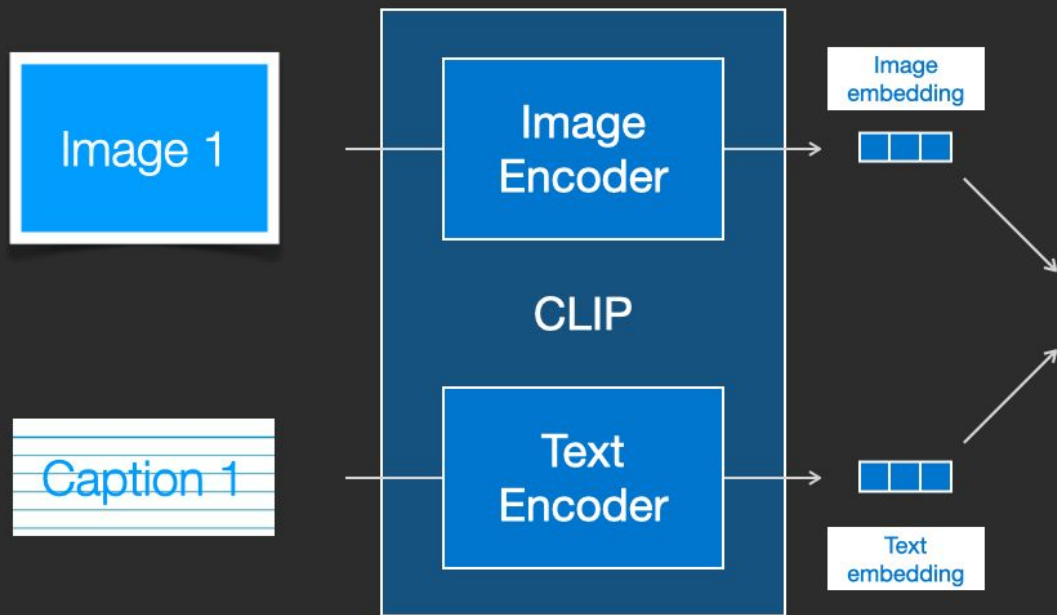 Image 1
Image
Encoder
Image
embedding
CLIP
Caption 1
Text
Encoder
Text
embedding